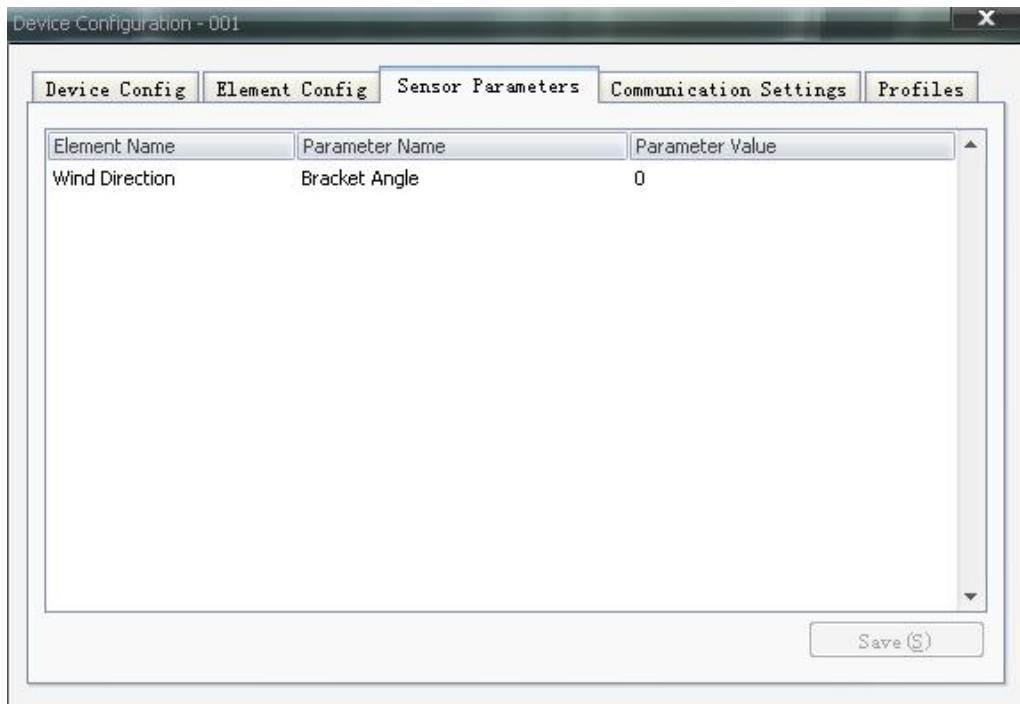 Device Configuration - 001
X
Device Config Element Config Sensor Parameters Communication Settings Profiles
Element Name Parameter Name Parameter Value
Wind Direction Bracket Angle 0
Save(S)